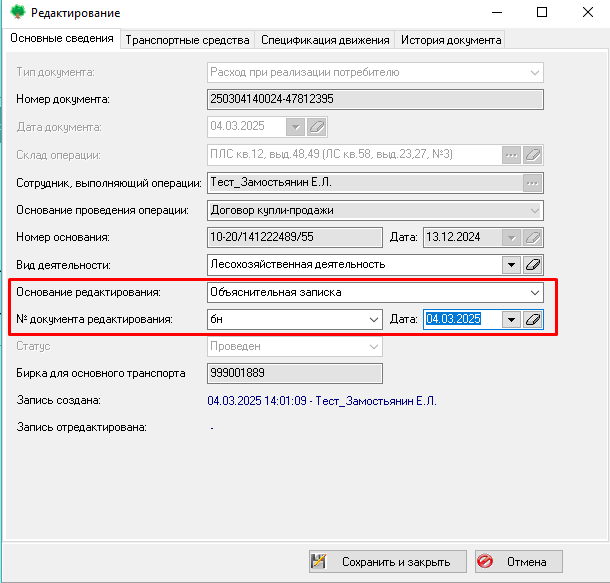 Редактирование
Основные сведения Транспортные средства Спецификация движения История документа
Тип документа: Расход при реализации потребителю
Номер документа: 250304140024-47812395
Дата документа: 04.03.2025
Склад операции: ПЛС кв.12, выд.48,49 (ЛС кв.58, выд.23,27, №3)
Сотрудник, выполняющий операции: Тест_Замостьянин Е.Л.
Основание проведения операции: Договор купли-продажи
Номер основания: 10-20/141222489/55 Дата: 13.12.2024
Вид деятельности: Лесохозяйственная деятельность
Основание редактирования: Объяснительная записка
№ документа редактирования: бн Дата: 04.03.2025
Статус Проведен
Бирка для основного транспорта 999001889
Запись создана: 04.03.2025 14:01:09 - Тест_Замостьянин Е.Л.
Запись отредактирована: -
Сохранить и закрыть Отмена